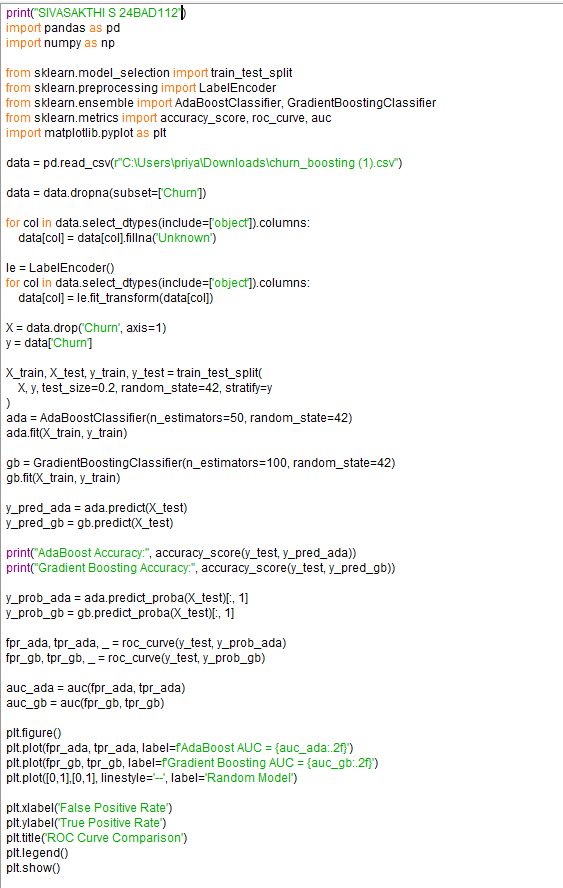 print("SIVASAKTHI S 24BAD112")
import pandas as pd
import numpy as np
from sklearn.model_selection import train_test_split
from sklearn.preprocessing import LabelEncoder
from sklearn.ensemble import AdaBoostClassifier, GradientBoostingClassifier
from sklearn.metrics import accuracy_score, roc_curve, auc
import matplotlib.pyplot as plt
data = pd.read_csv(r"C:\Users\priya\Downloads\churn_boosting (1).csv")
data = data.dropna(subset=['Churn'])
for col in data.select_dtypes(include=['object']).columns:
    data[col] = data[col].fillna('Unknown')
le = LabelEncoder()
for col in data.select_dtypes(include=['object']).columns:
    data[col] = le.fit_transform(data[col])
X = data.drop('Churn', axis=1)
y = data['Churn']
X_train, X_test, y_train, y_test = train_test_split(
    X, y, test_size=0.2, random_state=42, stratify=y
)
ada = AdaBoostClassifier(n_estimators=50, random_state=42)
ada.fit(X_train, y_train)
gb = GradientBoostingClassifier(n_estimators=100, random_state=42)
gb.fit(X_train, y_train)
y_pred_ada = ada.predict(X_test)
y_pred_gb = gb.predict(X_test)
print("AdaBoost Accuracy:", accuracy_score(y_test, y_pred_ada))
print("Gradient Boosting Accuracy:", accuracy_score(y_test, y_pred_gb))
y_prob_ada = ada.predict_proba(X_test)[:, 1]
y_prob_gb = gb.predict_proba(X_test)[:, 1]
fpr_ada, tpr_ada, _ = roc_curve(y_test, y_prob_ada)
fpr_gb, tpr_gb, _ = roc_curve(y_test, y_prob_gb)
auc_ada = auc(fpr_ada, tpr_ada)
auc_gb = auc(fpr_gb, tpr_gb)
plt.figure()
plt.plot(fpr_ada, tpr_ada, label=f'AdaBoost AUC = {auc_ada:.2f}')
plt.plot(fpr_gb, tpr_gb, label=f'Gradient Boosting AUC = {auc_gb:.2f}')
plt.plot([0,1],[0,1], linestyle='--', label='Random Model')
plt.xlabel('False Positive Rate')
plt.ylabel('True Positive Rate')
plt.title('ROC Curve Comparison')
plt.legend()
plt.show()